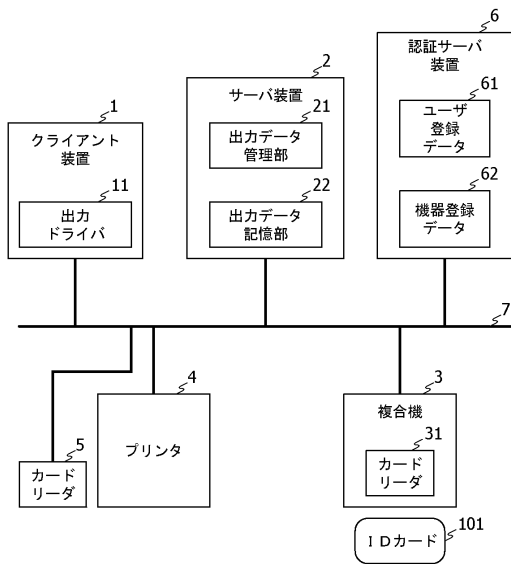 1
クライアント
装置
11
出力
ドライバ
2
サーバ装置
21
出力データ
管理部
22
出力データ
記憶部
6
認証サーバ
装置
61
ユーザ
登録
データ
62
機器登録
データ
7
5
カード
リーダ
4
プリンタ
3
複合機
31
カード
リーダ
101
IDカード